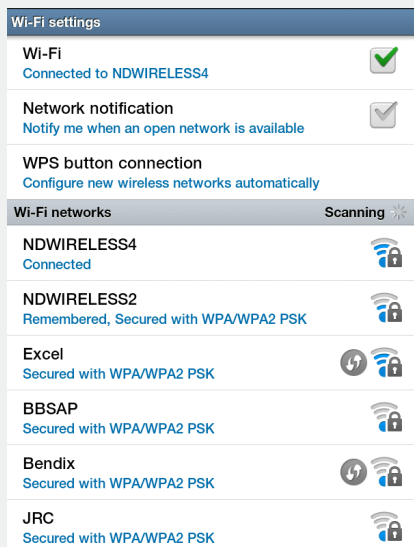 Wi-Fi settings
Wi-Fi
Connected to NDWIRELESS4
Network notification
Notify me when an open network is available
WPS button connection
Configure new wireless networks automatically
Wi-Fi networks Scanning
NDWIRELESS4
Connected
NDWIRELESS2
Remembered, Secured with WPA/WPA2 PSK
Excel
Secured with WPA/WPA2 PSK
BBSAP
Secured with WPA/WPA2 PSK
Bendix
Secured with WPA/WPA2 PSK
JRC
Secured with WPA/WPA2 PSK